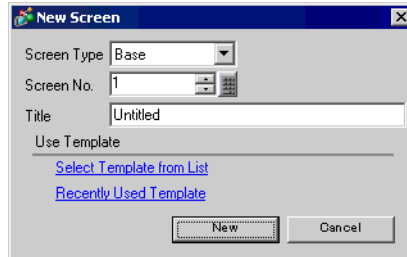 New Screen
Screen Type Base
Screen No. 1
Title Untitled
Use Template
Select Template from List
Recently Used Template
New Cancel